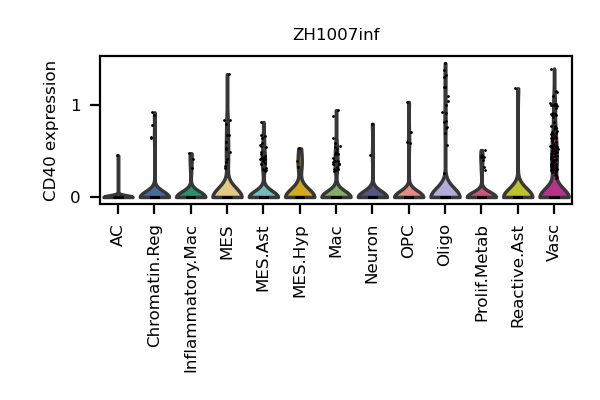 ZH1007inf
CD40 expression
1
0
AC
Chromatin.Reg
Inflammatory.Mac
MES
MES.Ast
MES.Hyp
Mac
Neuron
OPC
Oligo
Prolif.Metab
Reactive.Ast
Vasc